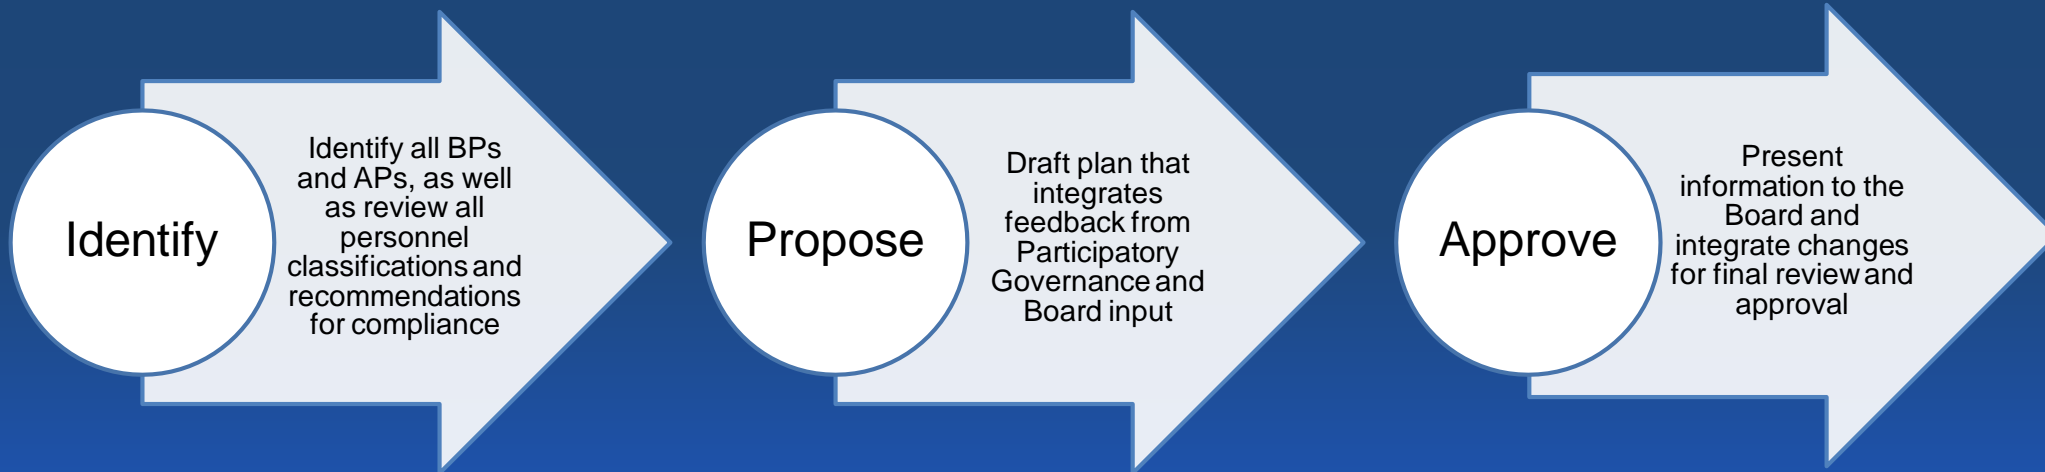 Identify
Identify all BPs
and APs, as well
as review all
personnel
classifications and
recommendations
for compliance
Propose
Draft plan that
integrates
feedback from
Participatory
Governance and
Board input
Approve
Present
information to the
Board and
integrate changes
for final review and
approval